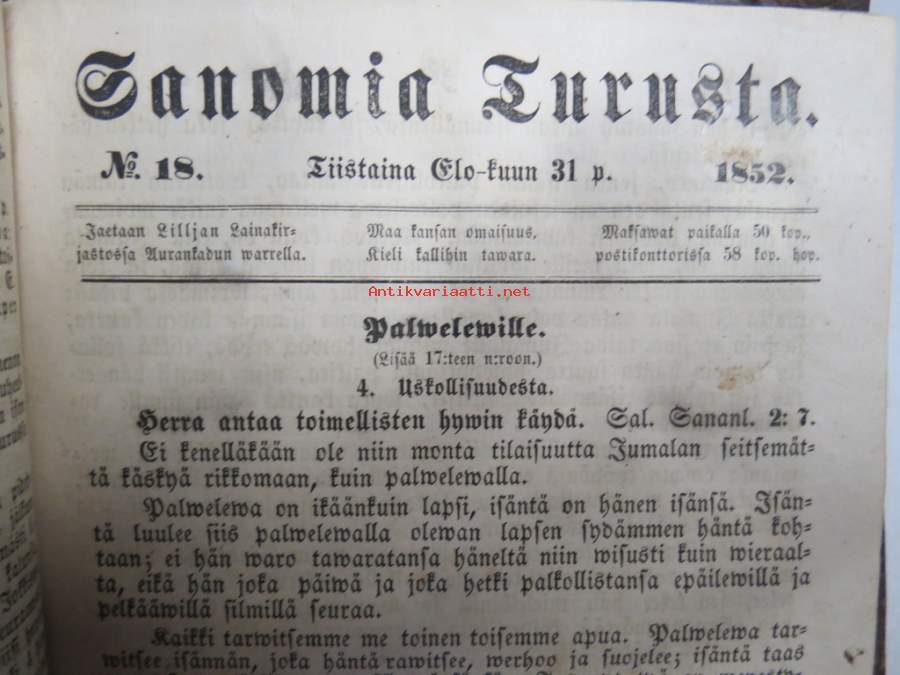 Sanomia Turusta.
№ 18. Tiistaina Elo-kuun 31 p. 1852.
Jaetaan Lilljan Lainakir-
jastossa Aurankadun warrella.
Maa kansan omaisuus,
Kieli kallihin tawara.
Maksawat paikalla 50 kop.,
postikonttorissa 58 kop. hop.
Antikvariaatti.net
Palwelewille.
(Lisää 17:teen n:roon.)
4. Uskollisuudesta.
Herra antaa toimellisten hywin käydä. Sal. Sananl. 2: 7.
Ei kenelläkään ole niin monta tilaisuutta Jumalan seitsemät-
tä käskyä rikkomaan, kuin palwelewalla.
Palwelewa on ikäänkuin lapsi, isäntä on hänen isänsä. Isän-
tä luulee siis palwelewalla olewan lapsen sydämmen häntä koh-
taan; ei hän waro tawaratansa häneltä niin wisusti kuin wieraal-
ta, eikä hän joka päiwä ja joka hetki palkollistansa epäilewillä ja
pelkääwillä silmillä seuraa.
Kaikki tarwitsemme me toinen toisemme apua. Palwelewa tar-
witsee isännän, joka häntä rawitsee, werhoo ja suojelee; isäntä taas